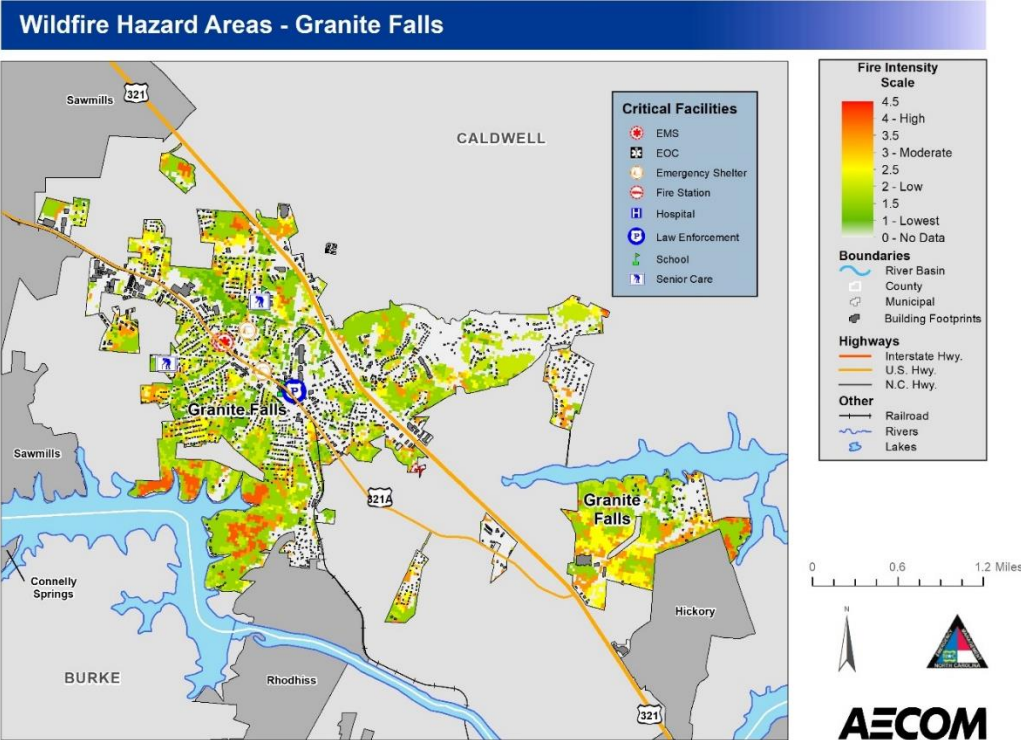 Wildfire Hazard Areas - Granite Falls
Sawmills
321
CALDWELL
Critical Facilities
EMS
EOC
Emergency Shelter
Fire Station
H Hospital
P Law Enforcement
School
Senior Care
P
Granite Falls
Sawmills
321A
Granite
Falls
Connelly
Springs
Hickory
BURKE
Rhodhiss
321
Fire Intensity
Scale
4.5
4 - High
3.5
3 - Moderate
2.5
2 - Low
1.5
1 - Lowest
0 - No Data
Boundaries
River Basin
County
Municipal
Building Footprints
Highways
Interstate Hwy.
U.S. Hwy.
N.C. Hwy.
Other
Railroad
Rivers
Lakes
0 0.6 1.2 Miles
N
NORTH CAROLINA
AECOM